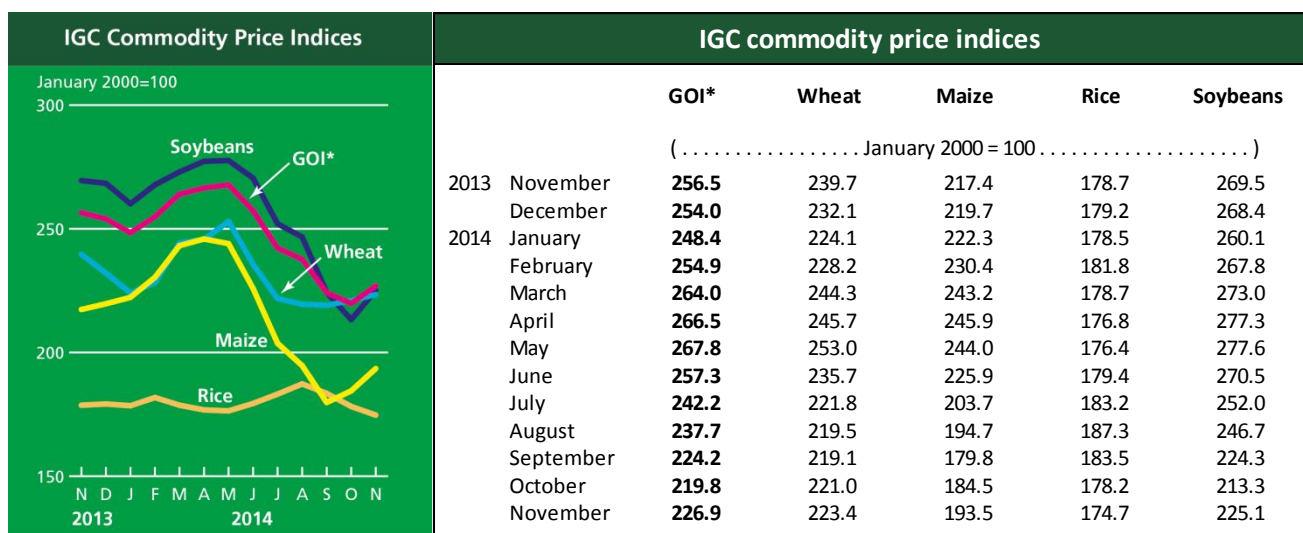 IGC Commodity Price Indices
January 2000=100
300
250
200
150
Soybeans
GOI*
Wheat
Maize
Rice
N D J F M A M J J A S O N
2013 2014
IGC commodity price indices
GOI* Wheat Maize Rice Soybeans
( . . . . . . . . . . . . . . . . . . January 2000 = 100 . . . . . . . . . . . . . . . . . . . . )
2013 November 256.5 239.7 217.4 178.7 269.5
December 254.0 232.1 219.7 179.2 268.4
2014 January 248.4 224.1 222.3 178.5 260.1
February 254.9 228.2 230.4 181.8 267.8
March 264.0 244.3 243.2 178.7 273.0
April 266.5 245.7 245.9 176.8 277.3
May 267.8 253.0 244.0 176.4 277.6
June 257.3 235.7 225.9 179.4 270.5
July 242.2 221.8 203.7 183.2 252.0
August 237.7 219.5 194.7 187.3 246.7
September 224.2 219.1 179.8 183.5 224.3
October 219.8 221.0 184.5 178.2 213.3
November 226.9 223.4 193.5 174.7 225.1